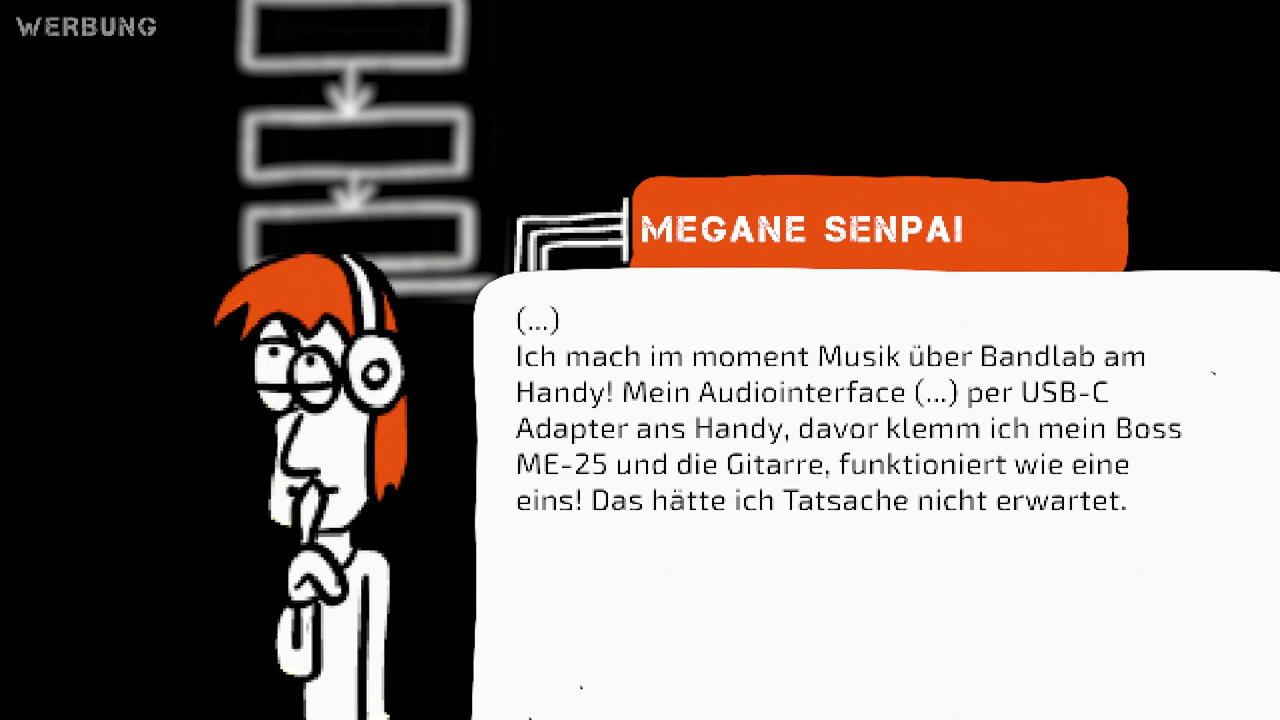 WERBUNG
MEGANE SENPAI
(...)
Ich mach im moment Musik über Bandlab am
Handy! Mein Audiointerface (...) per USB-C
Adapter ans Handy, davor klemm ich mein Boss
ME-25 und die Gitarre, funktioniert wie eine
eins! Das hätte ich Tatsache nicht erwartet.